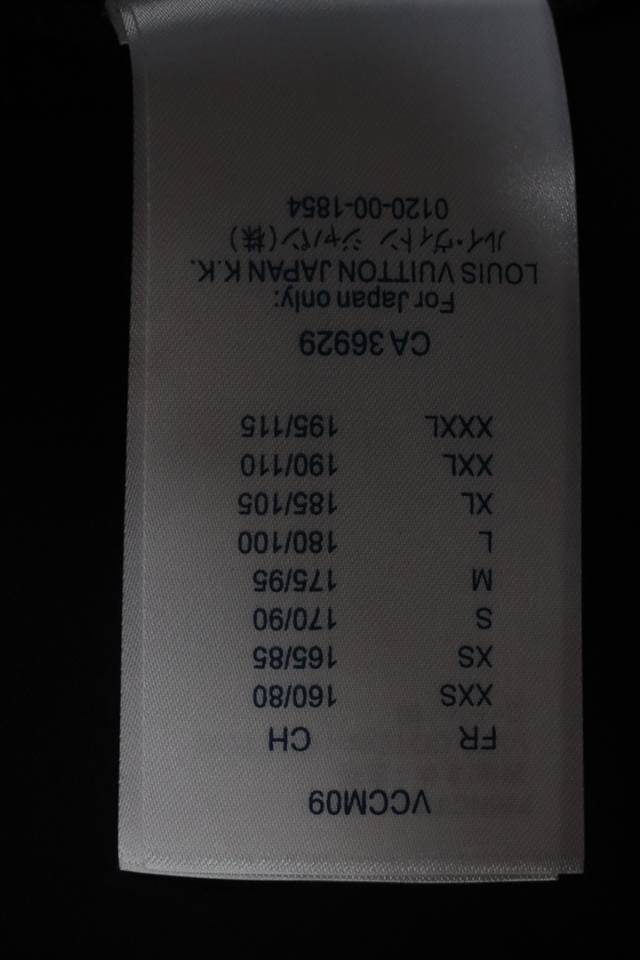 VCCM09
FR CH
XXS 160/80
XS 165/85
S 170/90
M 175/95
L 180/100
XL 185/105
XXL 190/110
XXXL 195/115
CA 36929
For Japan only:
LOUIS VUITTON JAPAN K.K.
ルイ・ヴィトン ジャパン(株)
0120-00-1854